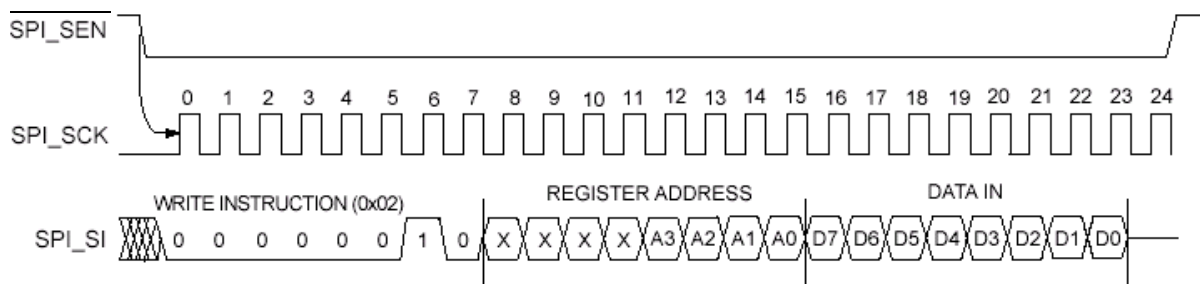 SPI_SEN
0 1 2 3 4 5 6 7 8 9 10 11 12 13 14 15 16 17 18 19 20 21 22 23 24
SPI_SCK
WRITE INSTRUCTION (0x02) REGISTER ADDRESS DATA IN
SPI_SI 0 0 0 0 0 0 1 0 X X X X A3 A2 A1 A0 D7 D6 D5 D4 D3 D2 D1 D0